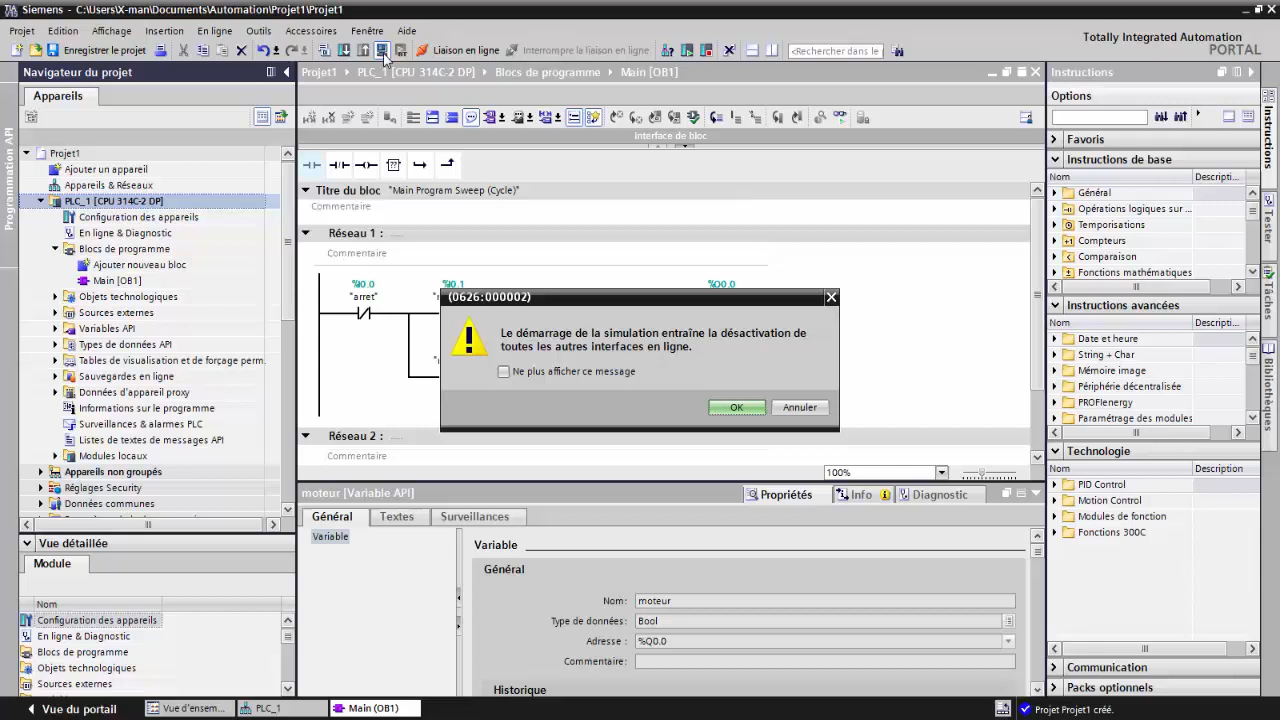 Siemens - C:\Users\X-man\Documents\Automation\Projet1\Projet1
Projet Edition Affichage Insertion En ligne Outils Accessoires Fenêtre Aide
Totally Integrated Automation
PORTAL
Enregistrer le projet
Liaison en ligne
Interrompre la liaison en ligne
<Rechercher dans le
Navigateur du projet
Projet1 PLC_1 [CPU 314C-2 DP] Blocs de programme Main [OB1]
Instructions
Appareils
Options
Programmation API
Interface de bloc
Favoris
Instructions de base
Nom Descripti...
Général
Opérations logiques sur ...
Temporisations
Compteurs
Comparaison
Fonctions mathématiques
Instructions avancées
Nom Descripti...
Date et heure
String + Char
Mémoire image
Périphérie décentralisée
PROFIenergy
Paramétrage des modules
Technologie
Nom Description
PID Control
Motion Control
Modules de fonction
Fonctions 300C
Communication
Packs optionnels
Instructions
Tester
Tâches
Bibliothèques
Projet1
Ajouter un appareil
Appareils & Réseaux
PLC_1 [CPU 314C-2 DP]
Configuration des appareils
En ligne & Diagnostic
Blocs de programme
Ajouter nouveau bloc
Main [OB1]
Objets technologiques
Sources externes
Variables API
Types de données API
Tables de visualisation et de forçage perm.
Sauvegardes en ligne
Données d'appareil proxy
Informations sur le programme
Surveillances & alarmes PLC
Listes de textes de messages API
Modules locaux
Appareils non groupés
Réglages Security
Données communes
Titre du bloc "Main Program Sweep (Cycle)"
Commentaire
Réseau 1 : .....
Commentaire
%I0.0
"arret"
%I0.1
%Q0.0
(0626:000002)
Le démarrage de la simulation entraîne la désactivation de
toutes les autres interfaces en ligne.
Ne plus afficher ce message
OK Annuler
Réseau 2 : .....
Commentaire
100%
moteur [Variable API]
Propriétés Info Diagnostic
Général Textes Surveillances
Variable
Variable
Général
Nom: moteur
Type de données: Bool
Adresse : %Q0.0
Commentaire:
Historique
Vue détaillée
Module
Nom
Configuration des appareils
En ligne & Diagnostic
Blocs de programme
Objets technologiques
Sources externes
Vue du portail
Vue d'ensem...
PLC_1
Main (OB1)
Projet Projet1 créé.